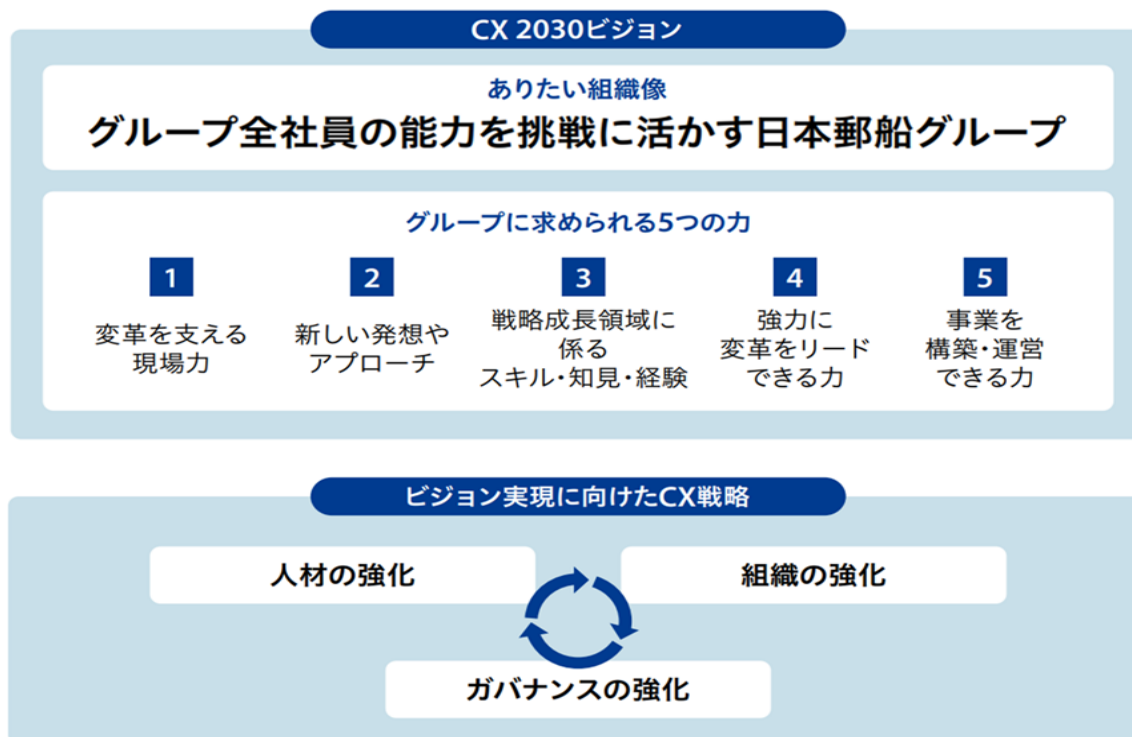 CX 2030ビジョン
ありたい組織像
グループ全社員の能力を挑戦に活かす日本郵船グループ
グループに求められる5つの力
1
変革を支える
現場力
2
新しい発想や
アプローチ
3
戦略成長領域に
係る
スキル・知見・経験
4
強力に
変革をリード
できる力
5
事業を
構築・運営
できる力
ビジョン実現に向けたCX戦略
人材の強化
組織の強化
ガバナンスの強化